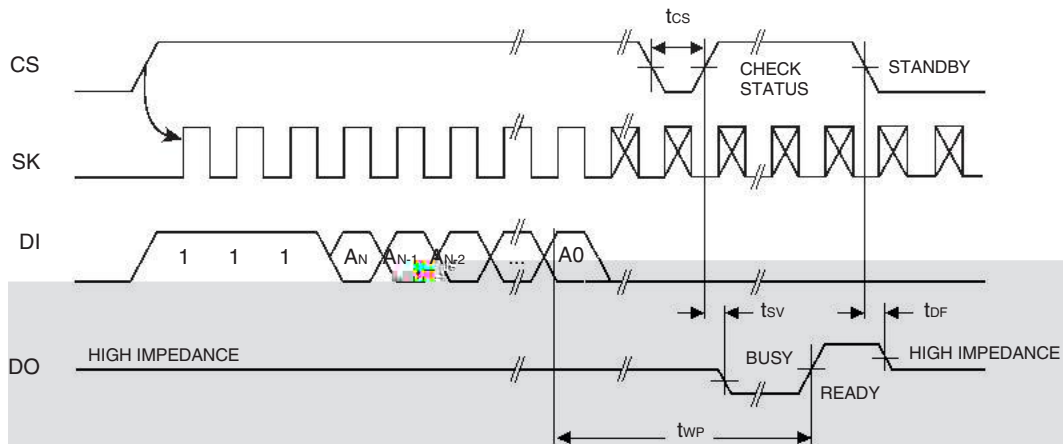 tCS
CS
CHECK
STATUS
STANDBY
SK
DI
1 1 1 AN AN-1 AN-2 ... A0
tSV
tDF
DO
HIGH IMPEDANCE
BUSY
READY
HIGH IMPEDANCE
tWP